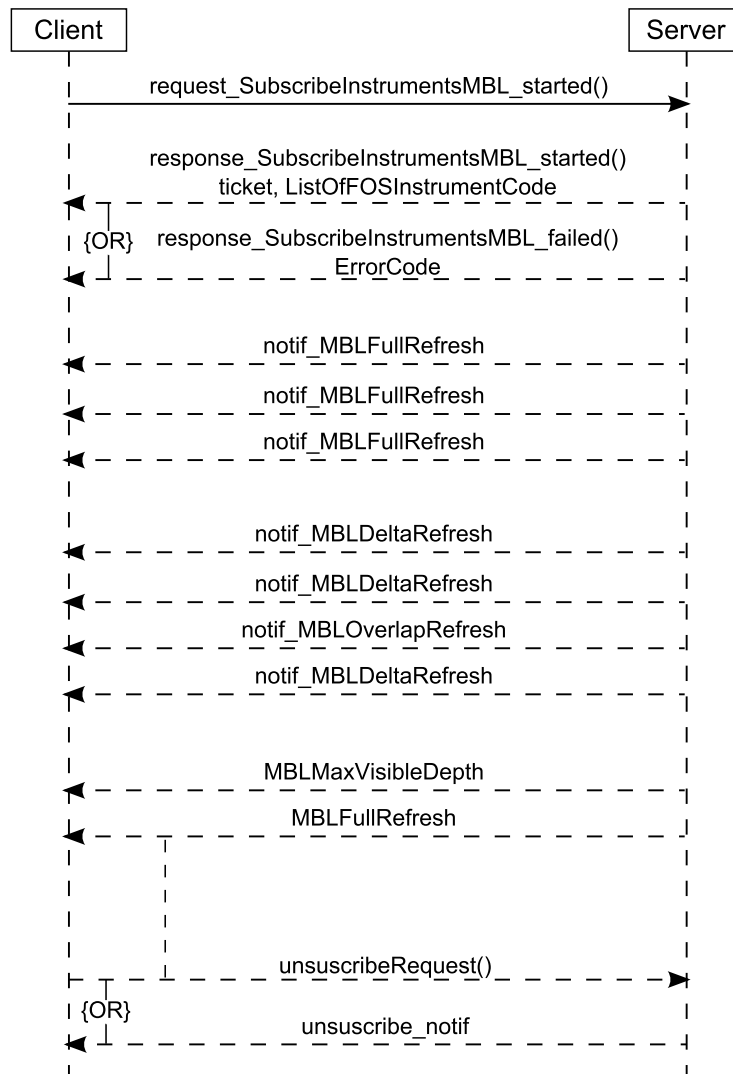 Client
Server
request_SubscribeInstrumentsMBL_started()
response_SubscribeInstrumentsMBL_started()
ticket, ListOfFOSInstrumentCode
{OR}
response_SubscribeInstrumentsMBL_failed()
ErrorCode
notif_MBLFullRefresh
notif_MBLFullRefresh
notif_MBLFullRefresh
notif_MBLDeltaRefresh
notif_MBLDeltaRefresh
notif_MBLOverlapRefresh
notif_MBLDeltaRefresh
MBLMaxVisibleDepth
MBLFullRefresh
unsuscribeRequest()
{OR}
unsuscribe_notif